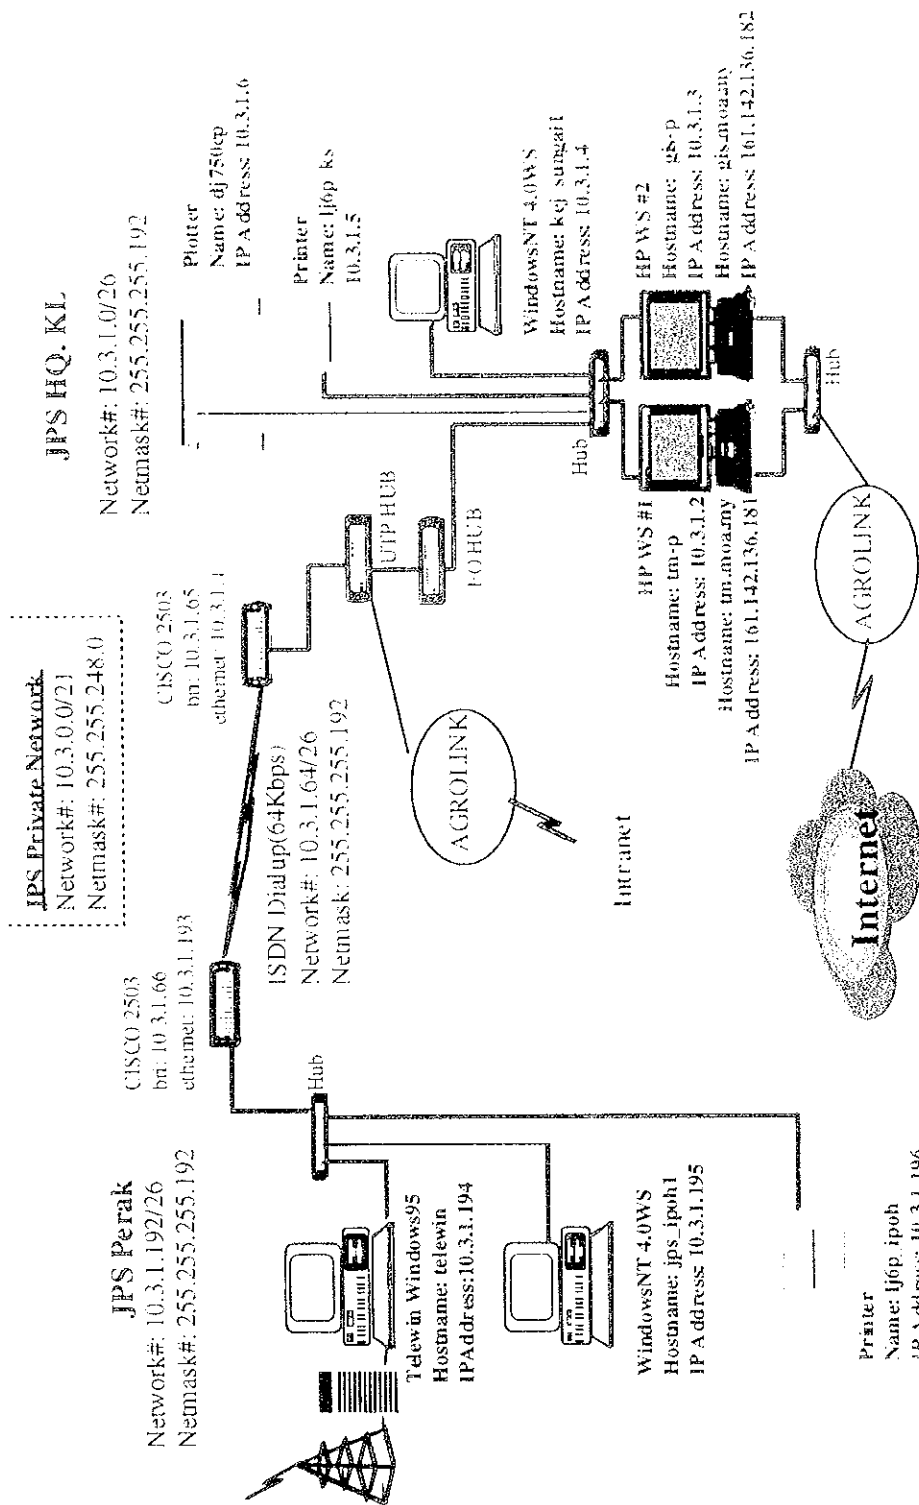 JPS Private Network
Network#: 10.3.0.0/21
Netmask#: 255.255.248.0
JPS Perak
Network#: 10.3.1.192/26
Netmask#: 255.255.255.192
CISCO 2503
bri: 10.3.1.66
ethernet: 10.3.1.193
CISCO 2503
bri: 10.3.1.65
ethernet: 10.3.1.1
JPS HQ. KL
Network#: 10.3.1.0/26
Netmask#: 255.255.255.192
Plotter
Name: dj750cp
IP Address: 10.3.1.6
Printer
Name: lj6p_ks
10.3.1.5
ISDN Dialup(64Kbps)
Network#: 10.3.1.64/26
Netmask: 255.255.255.192
Hub
UTP HUB
FO HUB
Telewin Windows95
Hostname: telewin
IPAddress:10.3.1.194
AGROLINK
Intranet
WindowsNT 4.0WS
Hostname: kej_sungai1
IP Address: 10.3.1.4
Hub
WindowsNT 4.0WS
Hostname: jps_ipoh1
IP Address: 10.3.1.195
HP WS #1
Hostname: tm-p
IP Address: 10.3.1.2
Hostname: tm.moa.my
IP Address: 161.142.136.181
HP WS #2
Hostname: gis-p
IP Address: 10.3.1.3
Hostname: gis.moa.my
IP Address: 161.142.136.182
Hub
AGROLINK
Internet
Printer
Name: lj6p_ipoh
IP Address: 10.3.1.196